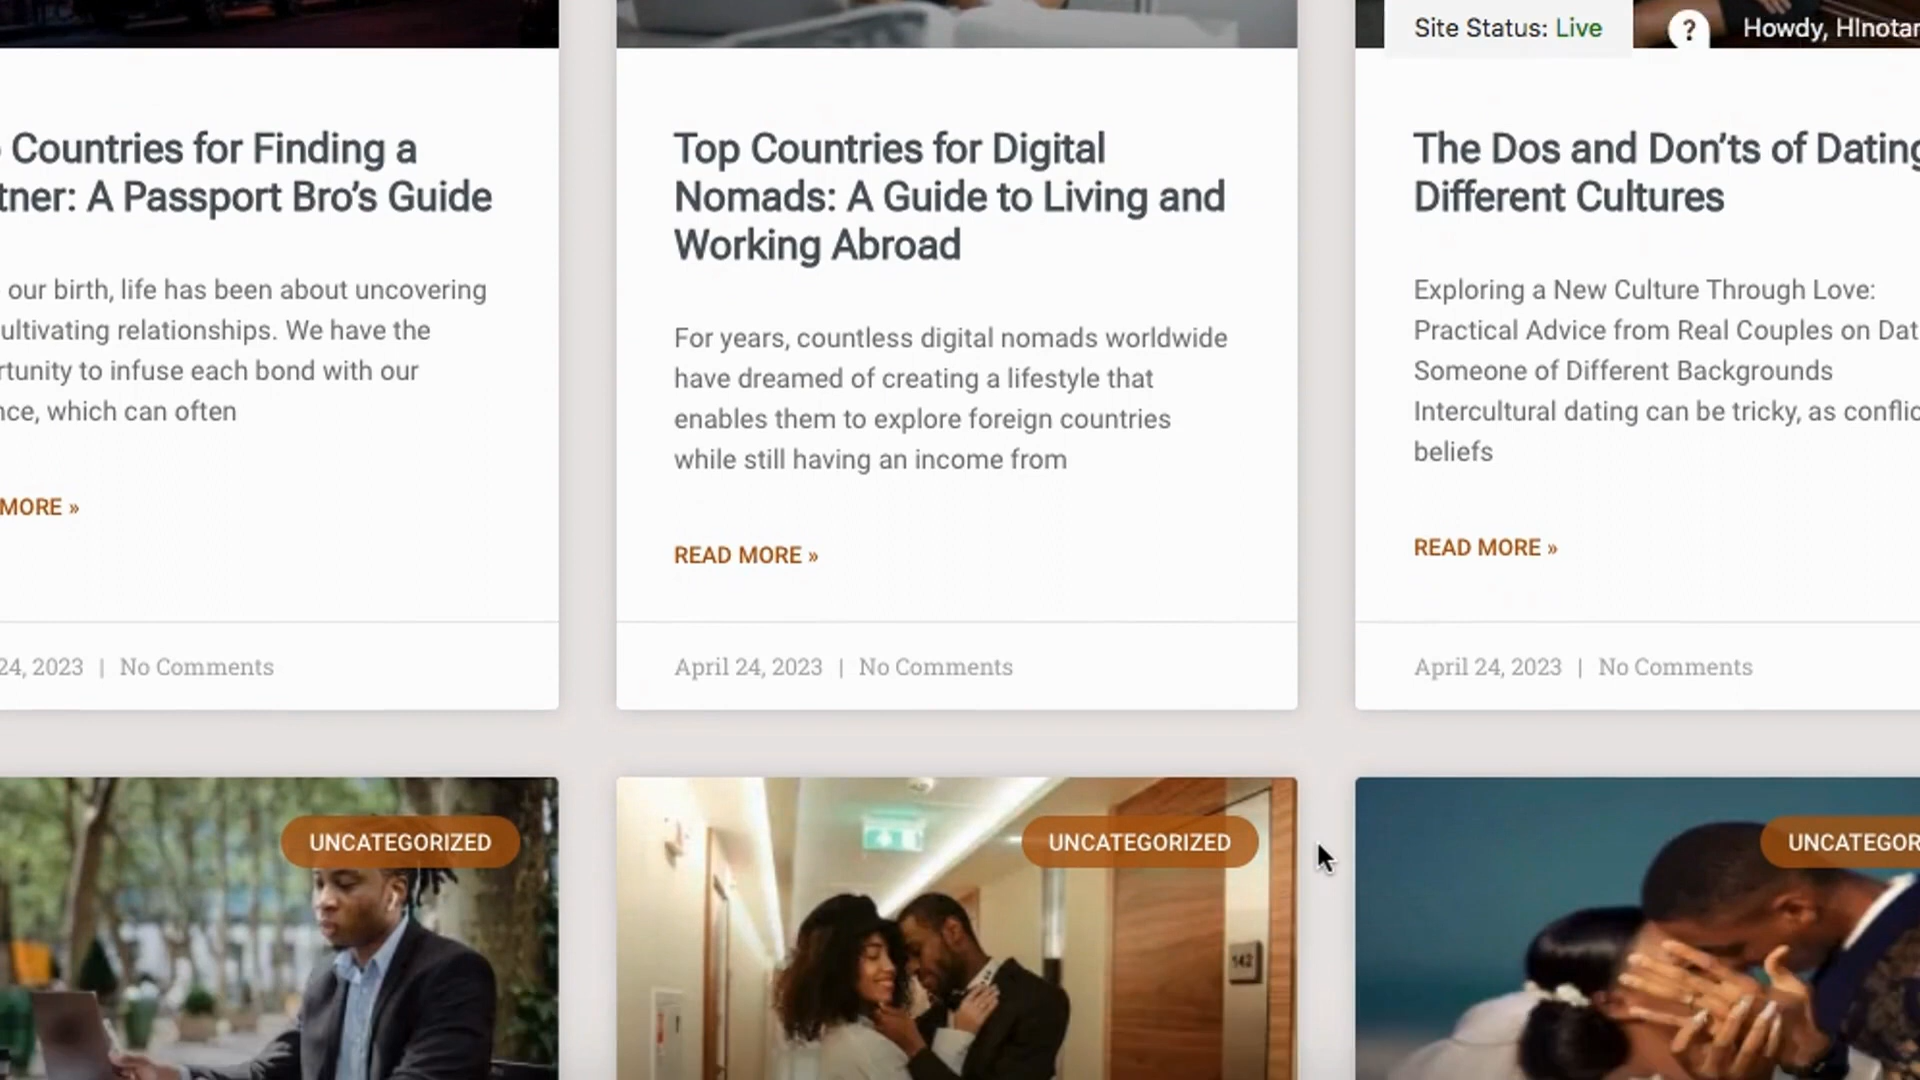 Site Status: Live
Howdy, HInotar
Countries for Finding a
tner: A Passport Bro’s Guide
our birth, life has been about uncovering
ultivating relationships. We have the
rtunity to infuse each bond with our
nce, which can often
MORE »
24, 2023 | No Comments
Top Countries for Digital
Nomads: A Guide to Living and
Working Abroad
For years, countless digital nomads worldwide
have dreamed of creating a lifestyle that
enables them to explore foreign countries
while still having an income from
READ MORE »
April 24, 2023 | No Comments
The Dos and Don’ts of Dating
Different Cultures
Exploring a New Culture Through Love:
Practical Advice from Real Couples on Dat
Someone of Different Backgrounds
Intercultural dating can be tricky, as conflic
beliefs
READ MORE »
April 24, 2023 | No Comments
UNCATEGORIZED
UNCATEGORIZED
142
UNCATEGOR